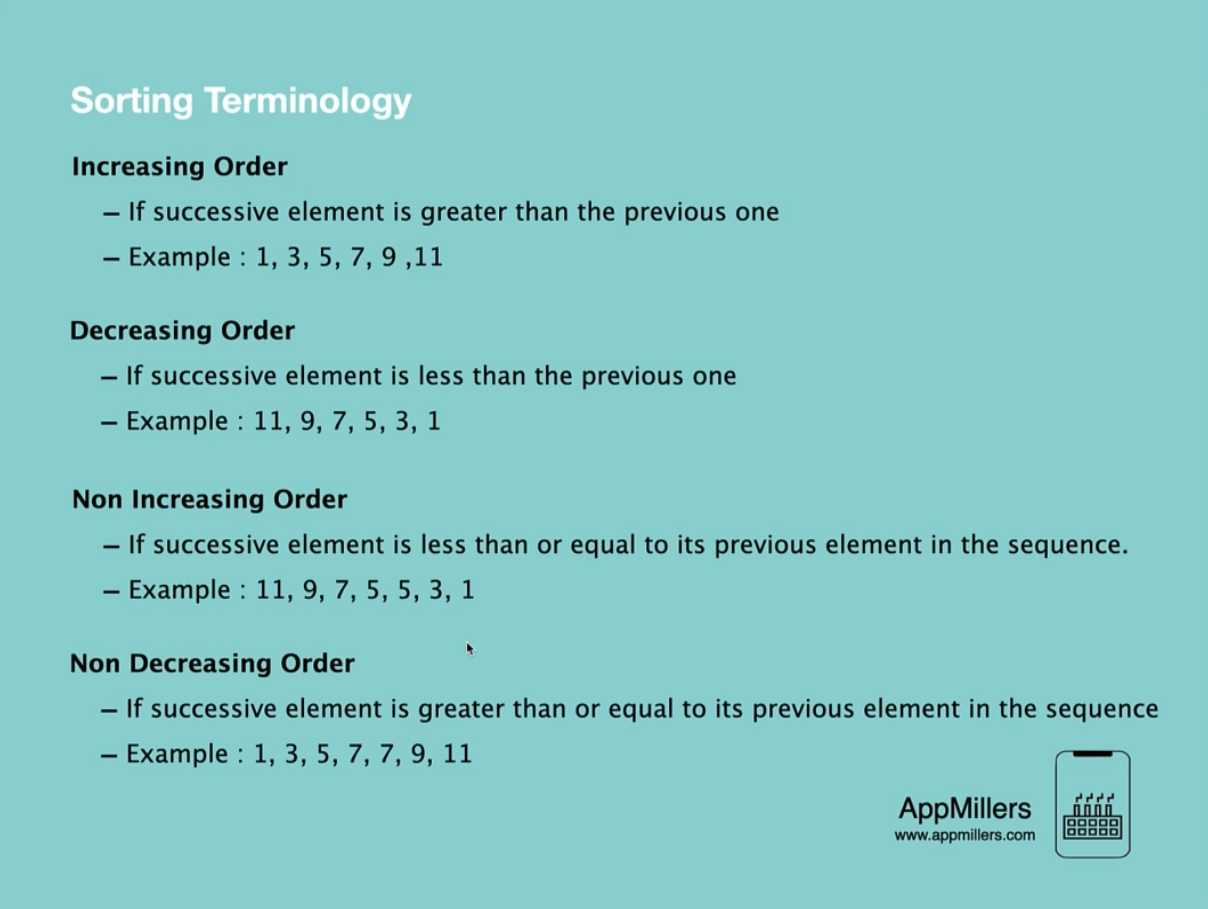 Sorting Terminology
Increasing Order
– If successive element is greater than the previous one
– Example : 1, 3, 5, 7, 9 ,11
Decreasing Order
– If successive element is less than the previous one
– Example : 11, 9, 7, 5, 3, 1
Non Increasing Order
– If successive element is less than or equal to its previous element in the sequence.
– Example : 11, 9, 7, 5, 5, 3, 1
Non Decreasing Order
– If successive element is greater than or equal to its previous element in the sequence
– Example : 1, 3, 5, 7, 7, 9, 11
AppMillers
www.appmillers.com